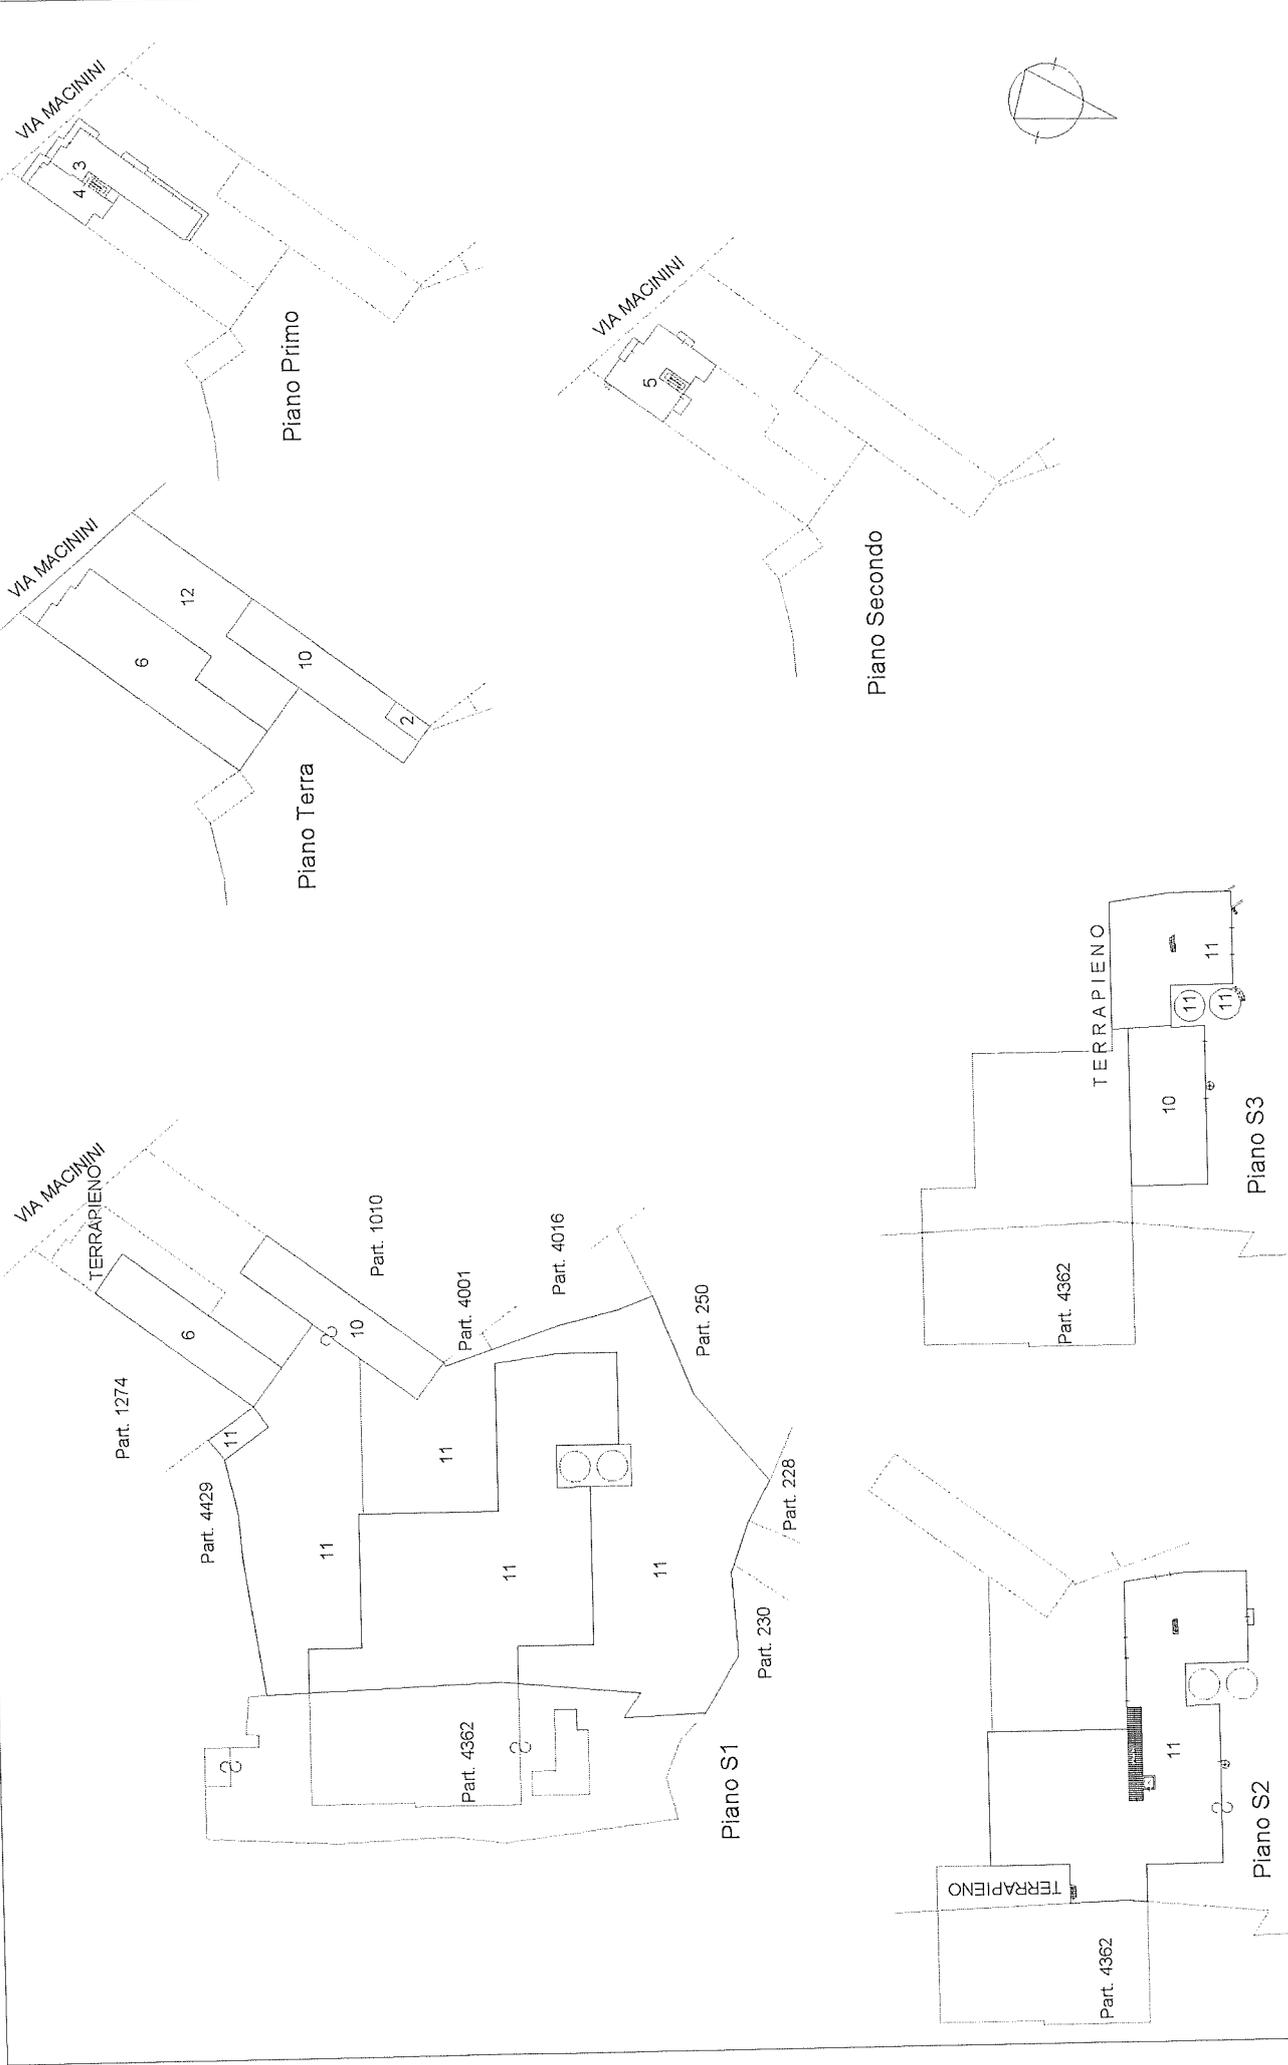 VIA MACININI
TERRAPIENO
6
Part. 1274
11
Part. 4429
10
Part. 1010
Part. 4001
Part. 4016
11
11
11
11
Part. 250
Part. 228
Part. 230
Part. 4362
Piano S1
VIA MACININI
6
12
10
2
Piano Terra
VIA MACININI
3
4
Piano Primo
TERRAPIENO
11
Part. 4362
Piano S2
TERRAPIENO
11
11
11
10
Part. 4362
Piano S3
VIA MACININI
5
Piano Secondo